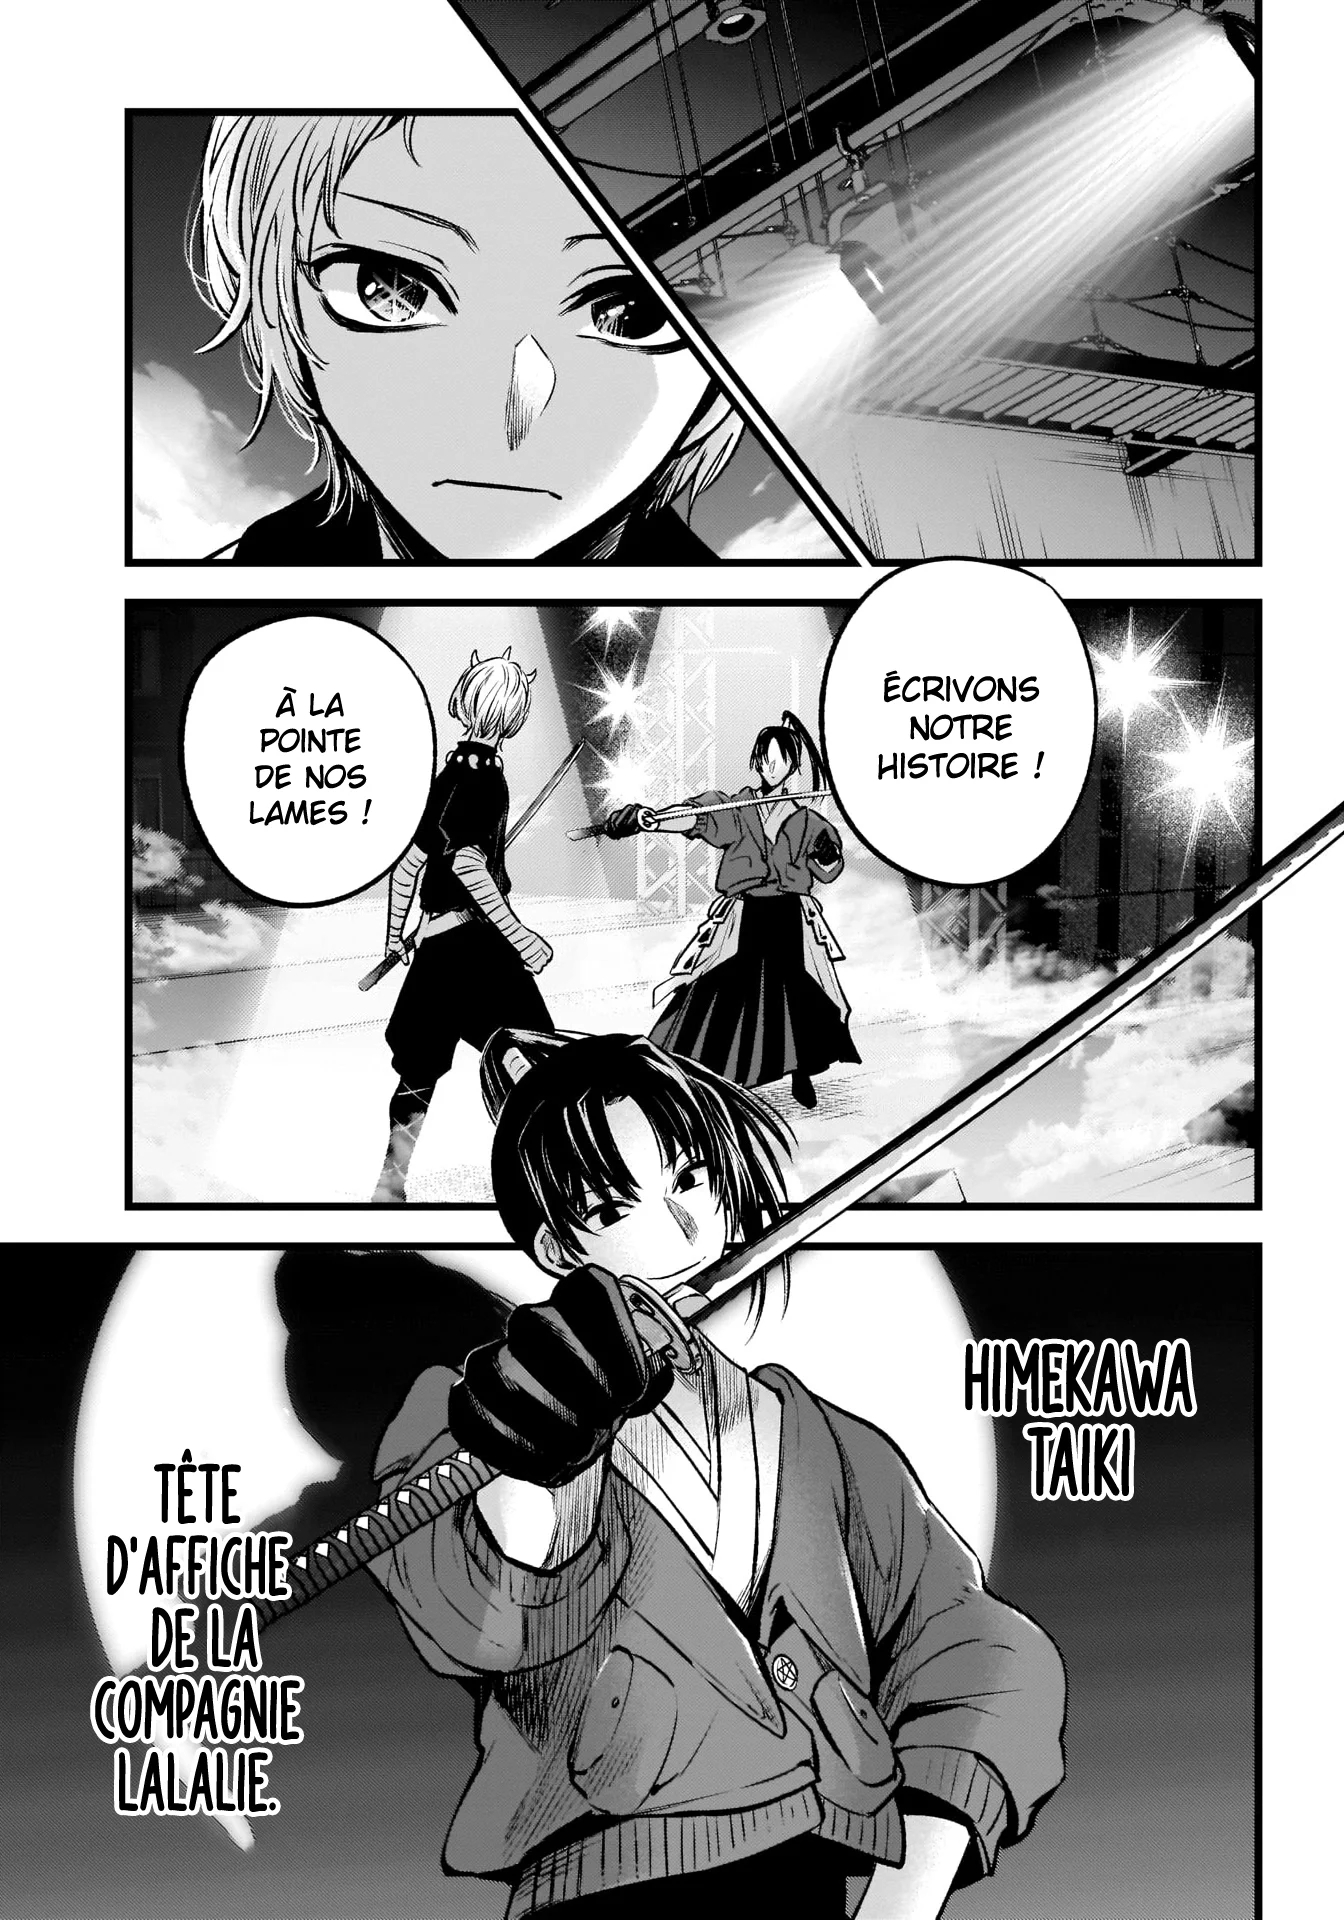 ÉCRIVONS
NOTRE
HISTOIRE !
À LA
POINTE
DE NOS
LAMES !
HIMEKAWA
TAIKI
TÊTE
D'AFFICHE
DE LA
COMPAGNIE
LALALIE.